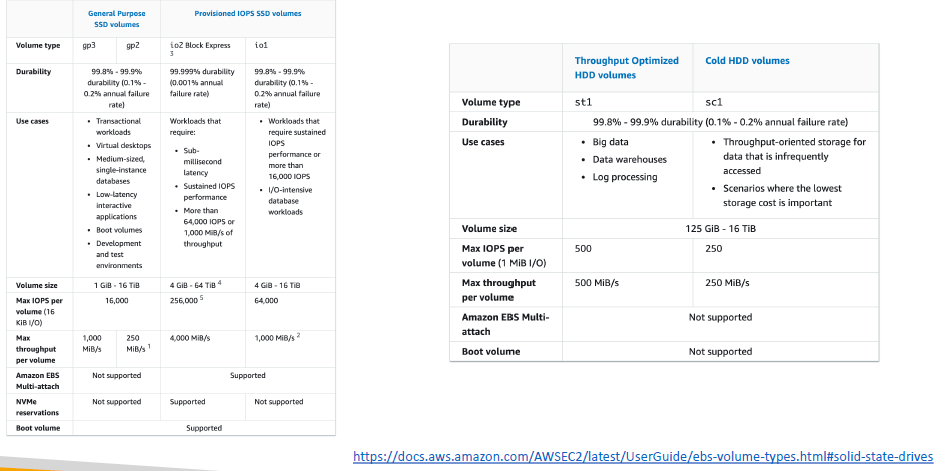 General Purpose SSD volumes
Provisioned IOPS SSD volumes
Volume type
gp3
gp2
io2 Block Express 3
io1
Durability
99.8% - 99.9% durability (0.1% - 0.2% annual failure rate)
99.999% durability (0.001% annual failure rate)
99.8% - 99.9% durability (0.1% - 0.2% annual failure rate)
Use cases
• Transactional workloads
• Virtual desktops
• Medium-sized, single-instance databases
• Low-latency interactive applications
• Boot volumes
• Development and test environments
Workloads that require:
• Sub-millisecond latency
• Sustained IOPS performance
• More than 64,000 IOPS or 1,000 MiB/s of throughput
• Workloads that require sustained IOPS performance or more than 16,000 IOPS
• I/O-intensive database workloads
Volume size
1 GiB - 16 TiB
4 GiB - 64 TiB 4
4 GiB - 16 TiB
Max IOPS per volume (16 KiB I/O)
16,000
256,000 5
64,000
Max throughput per volume
1,000 MiB/s
250 MiB/s 1
4,000 MiB/s
1,000 MiB/s 2
Amazon EBS Multi-attach
Not supported
Supported
NVMe reservations
Not supported
Supported
Not supported
Boot volume
Supported
Throughput Optimized HDD volumes
Cold HDD volumes
Volume type
st1
sc1
Durability
99.8% - 99.9% durability (0.1% - 0.2% annual failure rate)
Use cases
• Big data
• Data warehouses
• Log processing
• Throughput-oriented storage for data that is infrequently accessed
• Scenarios where the lowest storage cost is important
Volume size
125 GiB - 16 TiB
Max IOPS per volume (1 MiB I/O)
500
250
Max throughput per volume
500 MiB/s
250 MiB/s
Amazon EBS Multi-attach
Not supported
Boot volume
Not supported
https://docs.aws.amazon.com/AWSEC2/latest/UserGuide/ebs-volume-types.html#solid-state-drives